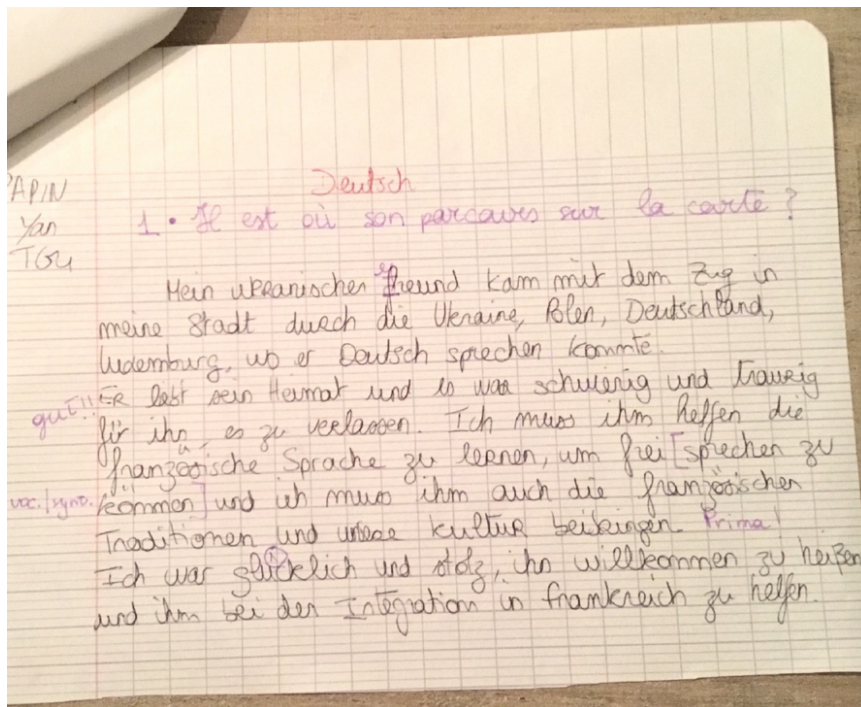 PAPIN
Yan
TG4
Deutsch
1. Il est où son parcours sur la carte ?
Mein ukranischer Freund kam mit dem Zug in
meine Stadt durch die Ukraine, Polen, Deutschland,
Luxemburg, wo er Deutsch sprechen konnte.
gut!! Er liebt sein Heimat und es war schwierig und traurig
für ihn, es zu verlassen. Ich muss ihm helfen die
französische Sprache zu lernen, um frei [sprechen zu
voc./synt. können] und ich muss ihm auch die französischen
Traditionen und unsere Kultur beibringen. Prima!
Ich war glücklich und stolz, ihn willkommen zu heißen
und ihm bei der Integration in Frankreich zu helfen.